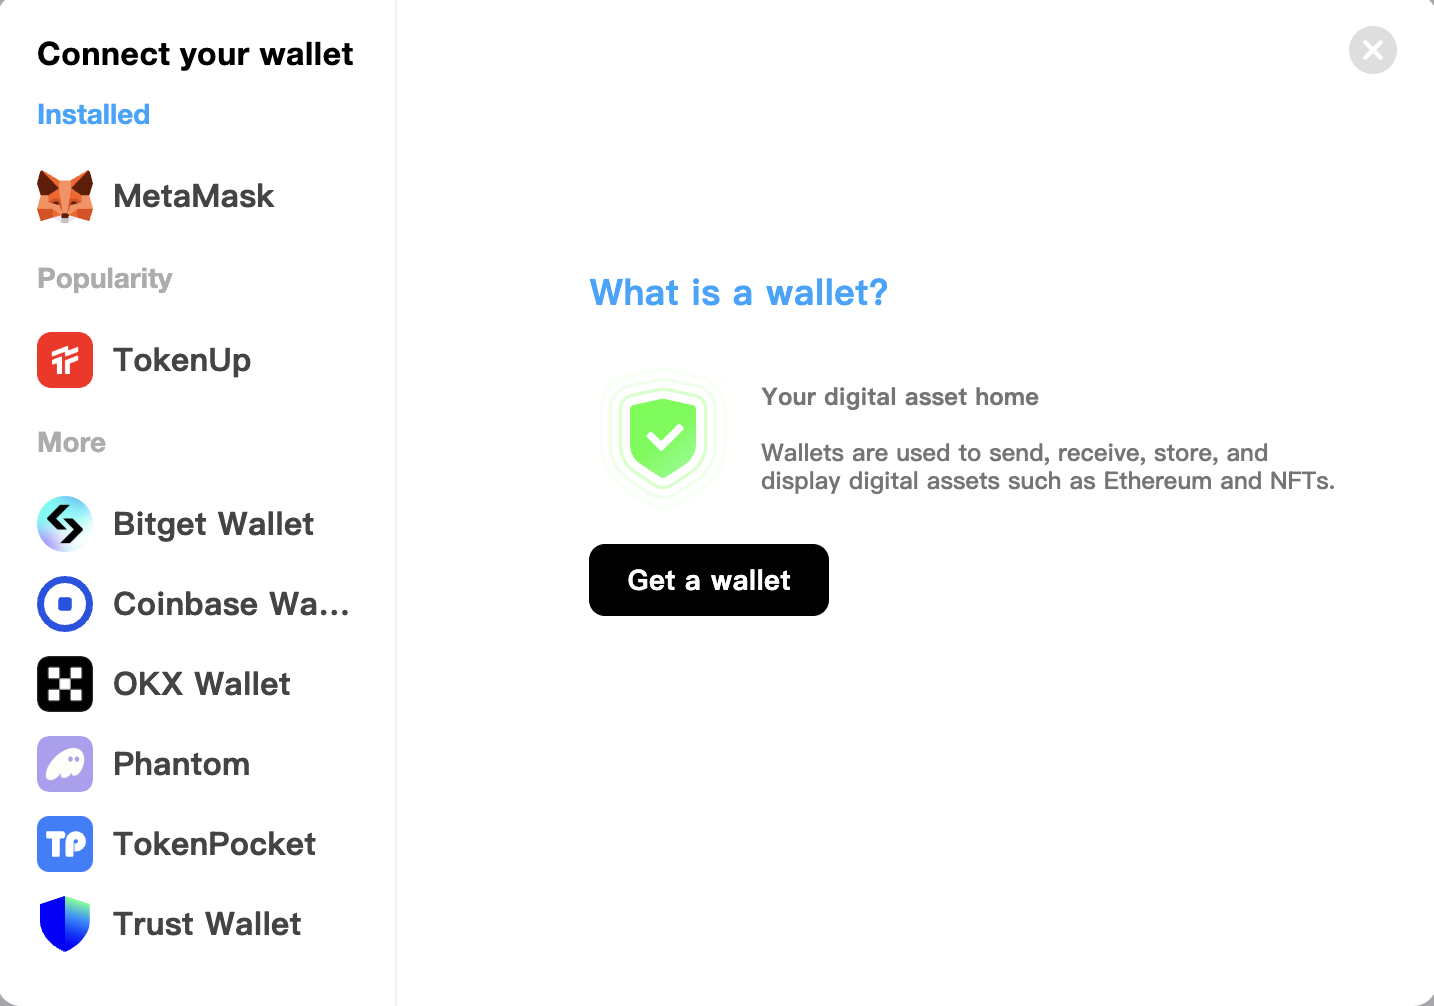 Connect your wallet
Installed
MetaMask
Popularity
TokenUp
More
Bitget Wallet
Coinbase Wa...
OKX Wallet
Phantom
TP
TokenPocket
Trust Wallet
What is a wallet?
Your digital asset home
Wallets are used to send, receive, store, and
display digital assets such as Ethereum and NFTs.
Get a wallet